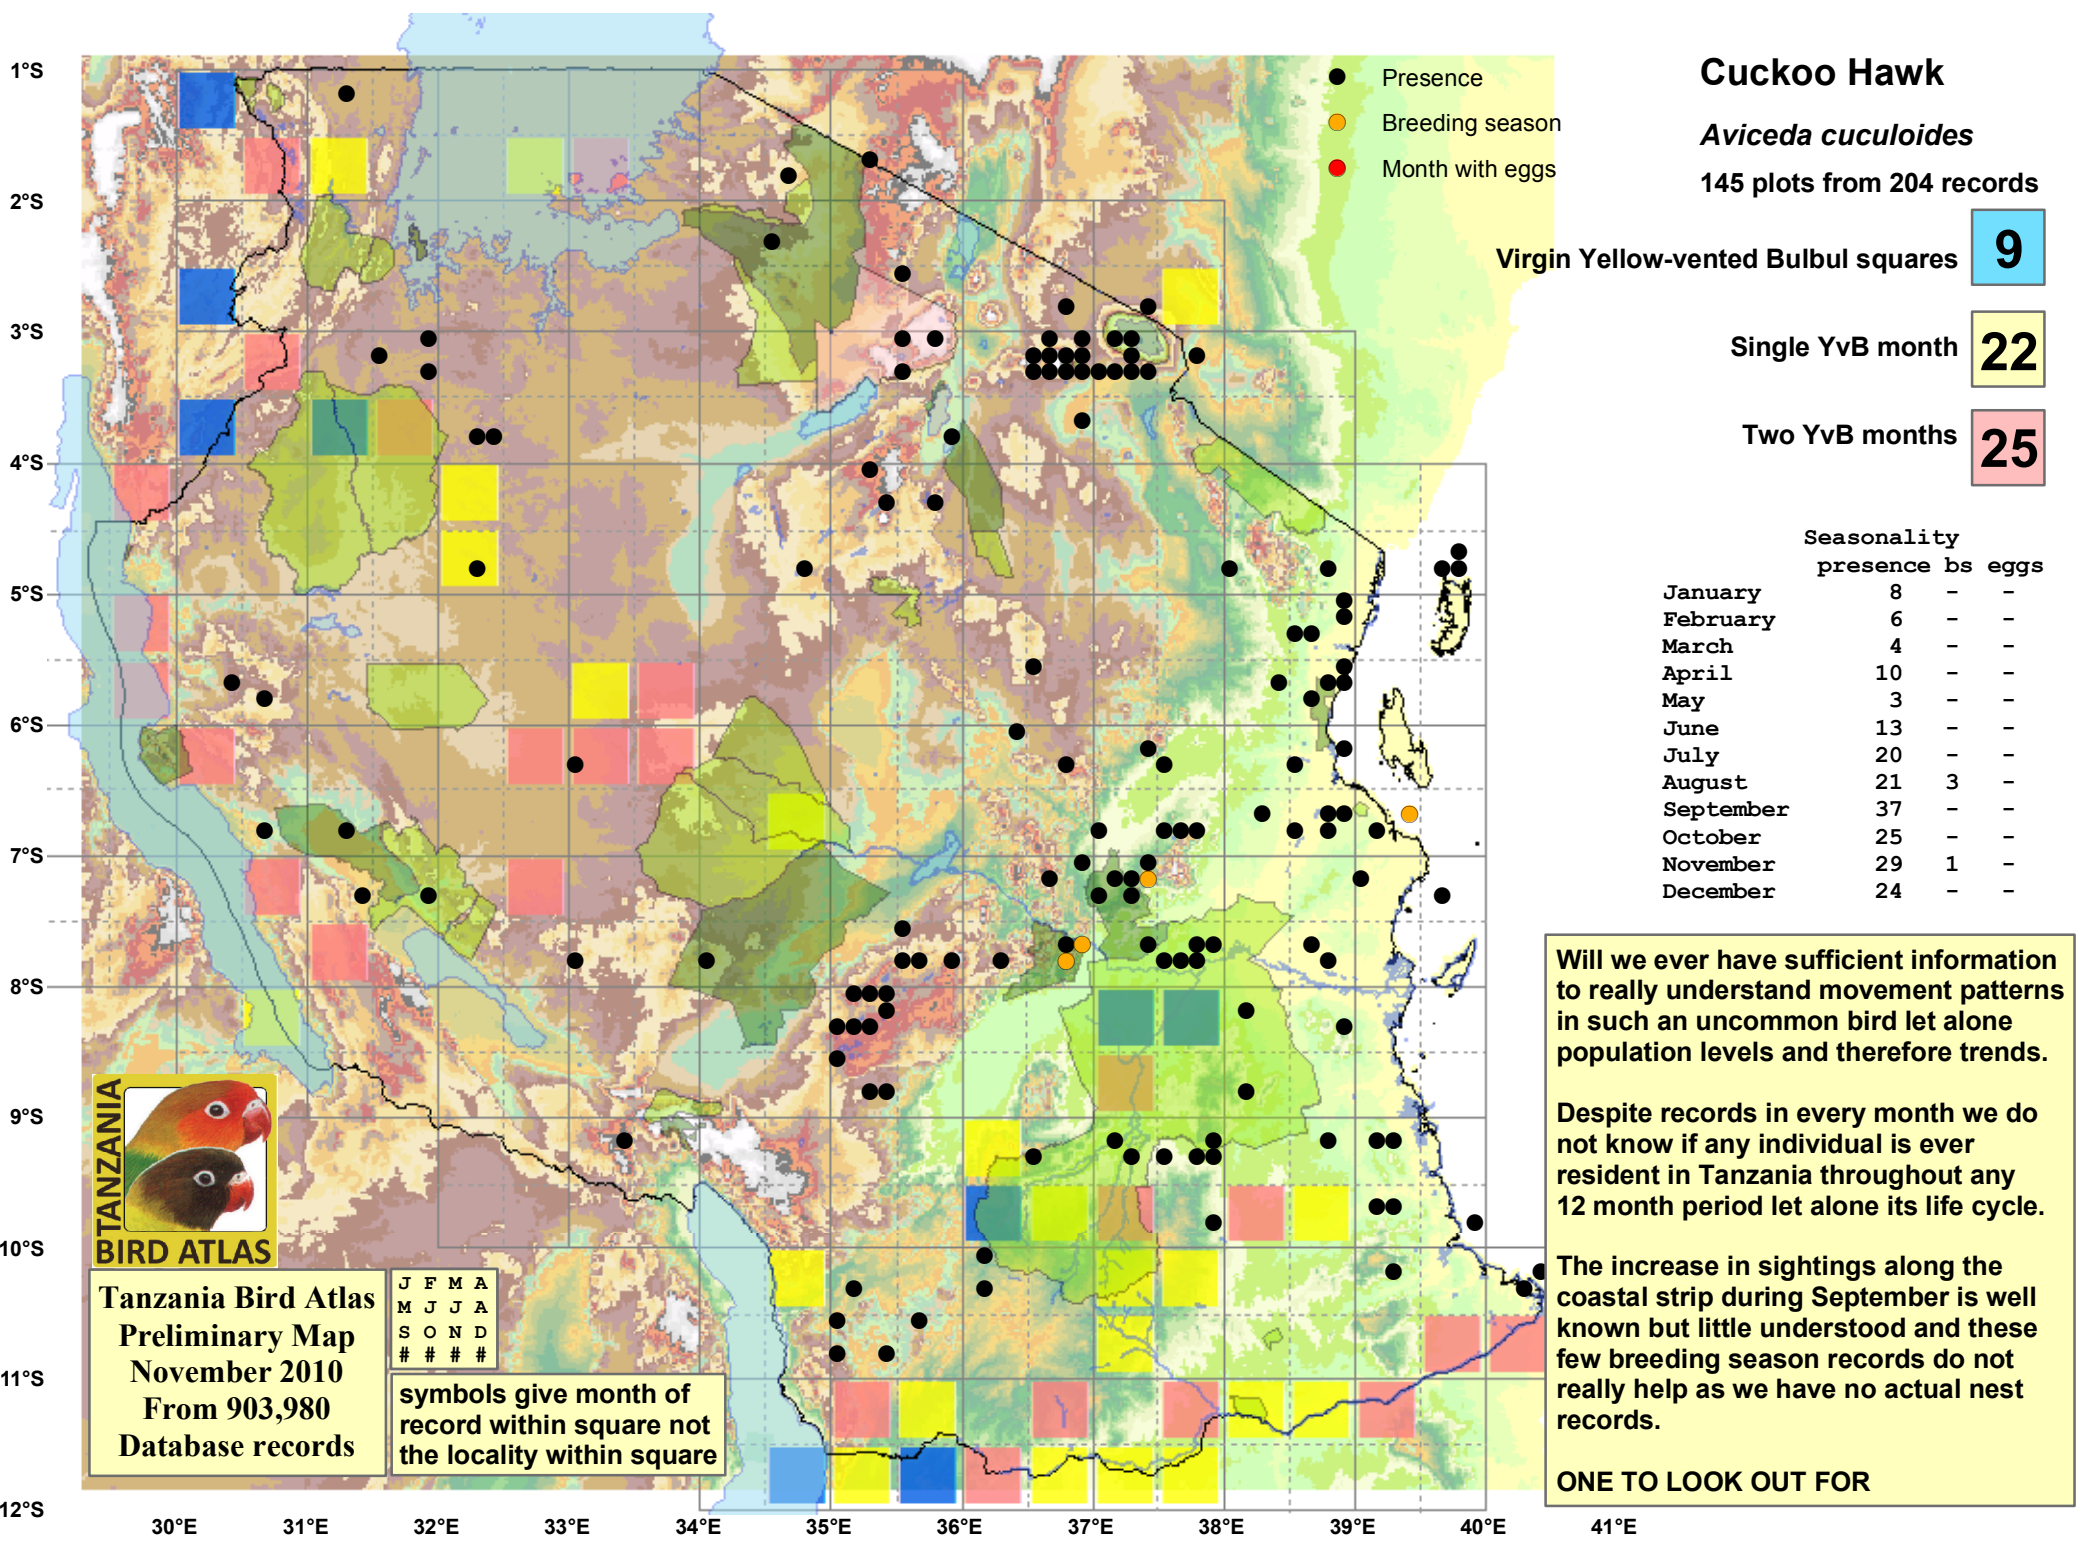 Cuckoo Hawk
Aviceda cuculoides
145 plots from 204 records
Presence
Breeding season
Month with eggs
Virgin Yellow-vented Bulbul squares 9
Single YvB month 22
Two YvB months 25
Seasonality
presence bs eggs
January 8 - -
February 6 - -
March 4 - -
April 10 - -
May 3 - -
June 13 - -
July 20 - -
August 21 3 -
September 37 - -
October 25 - -
November 29 1 -
December 24 - -
Will we ever have sufficient information
to really understand movement patterns
in such an uncommon bird let alone
population levels and therefore trends.
Despite records in every month we do
not know if any individual is ever
resident in Tanzania throughout any
12 month period let alone its life cycle.
The increase in sightings along the
coastal strip during September is well
known but little understood and these
few breeding season records do not
really help as we have no actual nest
records.
ONE TO LOOK OUT FOR
1°S
2°S
3°S
4°S
5°S
6°S
7°S
8°S
9°S
10°S
11°S
12°S
TANZANIA
BIRD ATLAS
Tanzania Bird Atlas
Preliminary Map
November 2010
From 903,980
Database records
J F M A
M J J A
S O N D
# # # #
symbols give month of
record within square not
the locality within square
30°E 31°E 32°E 33°E 34°E 35°E 36°E 37°E 38°E 39°E 40°E 41°E